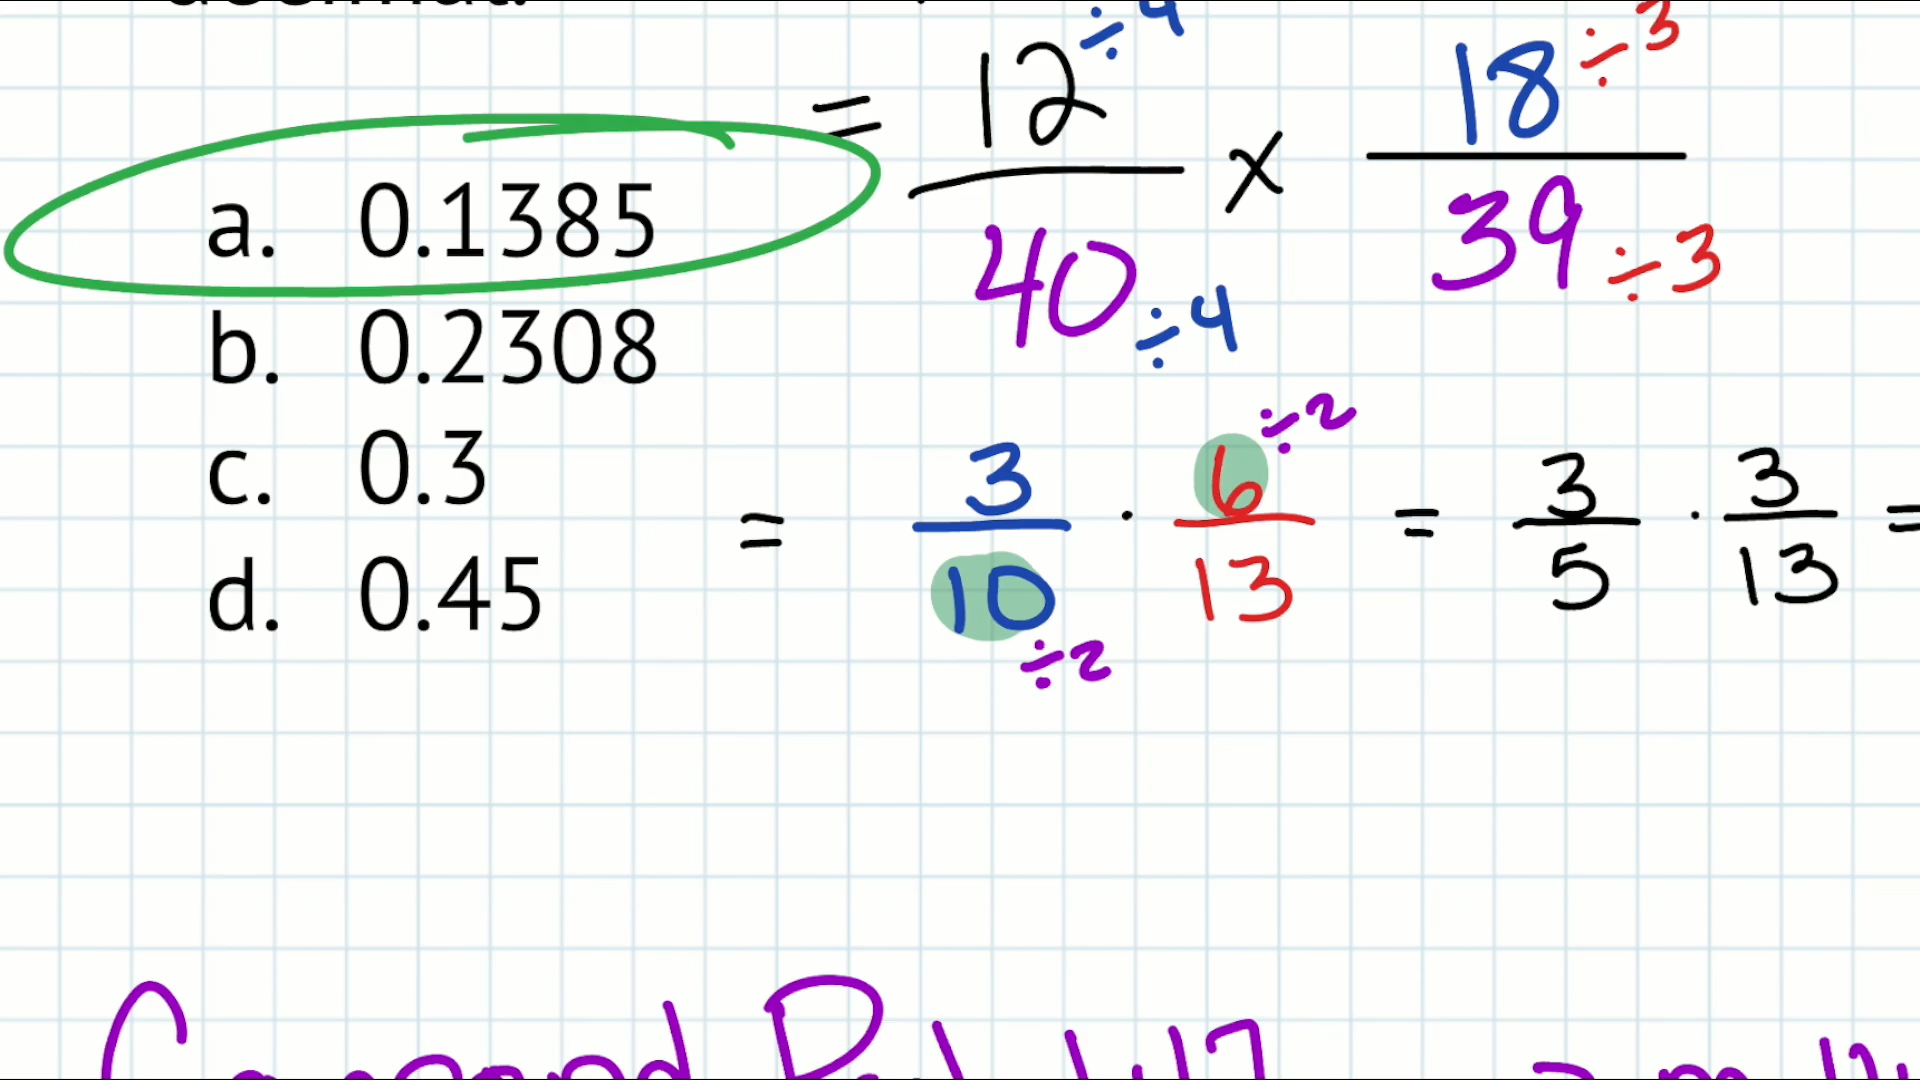 = 12 ÷4 / 40 ÷4 × 18 ÷3 / 39 ÷3
a. 0.1385
b. 0.2308
c. 0.3
d. 0.45
= 3/10 ÷2 · 6 ÷2 /13 = 3/5 · 3/13 =